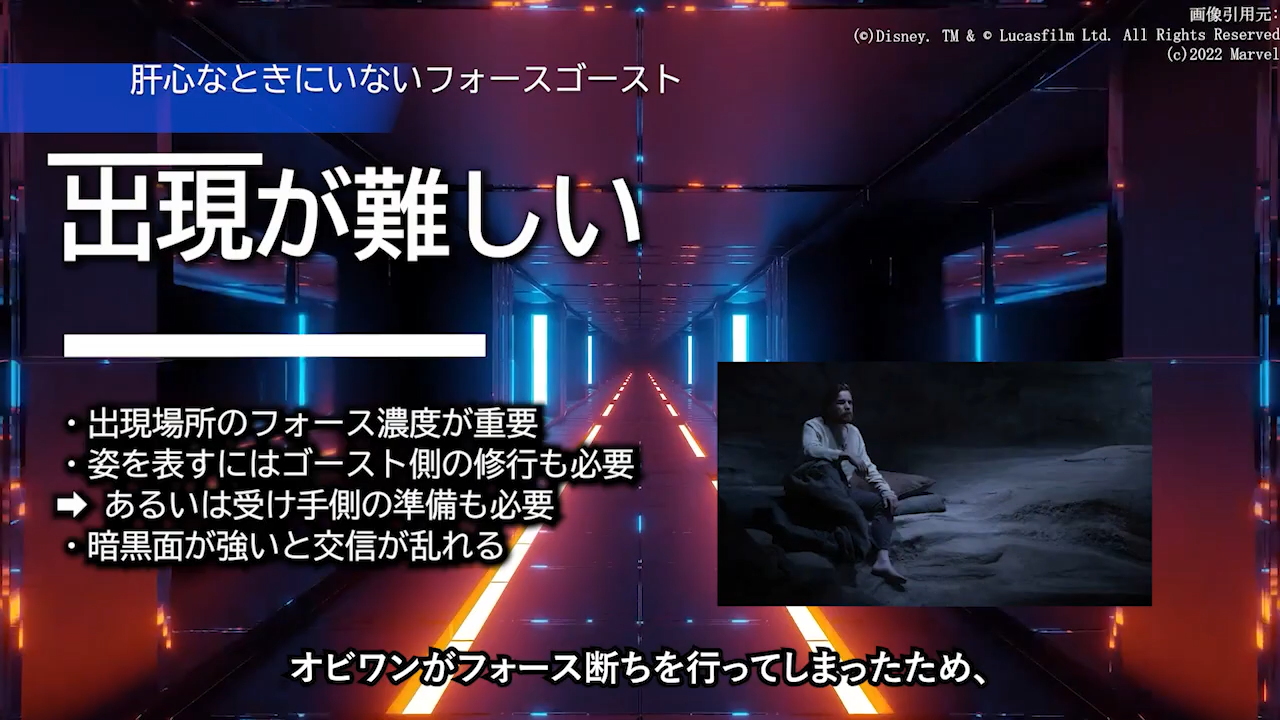 画像引用元:
(©)Disney. TM & © Lucasfilm Ltd. All Rights Reserved
(c)2022 Marvel
肝心なときにいないフォースゴースト
出現が難しい
・出現場所のフォース濃度が重要
・姿を表すにはゴースト側の修行も必要
➡ あるいは受け手側の準備も必要
・暗黒面が強いと交信が乱れる
オビワンがフォース断ちを行ってしまったため、